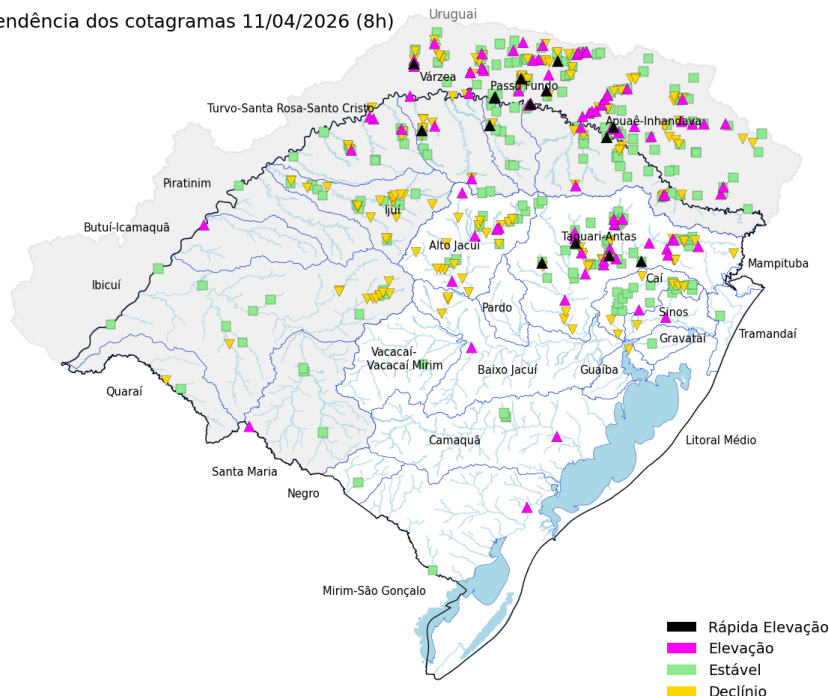 Uruguai
endência dos cotagramas 11/04/2026 (8h)
Várzea
Passo Fundo
Turvo-Santa Rosa-Santo Cristo
Apuaê-Inhandava
Piratinim
Ijuí
Butuí-Icamaquã
Taquari-Antas
Alto Jacuí
Mampituba
Caí
Ibicuí
Pardo
Sinos
Tramandaí
Gravataí
Vacacaí-
Vacacaí Mirim
Baixo Jacuí
Guaíba
Quaraí
Camaquã
Litoral Médio
Santa Maria
Negro
Mirim-São Gonçalo
Rápida Elevação
Elevação
Estável
Declínio